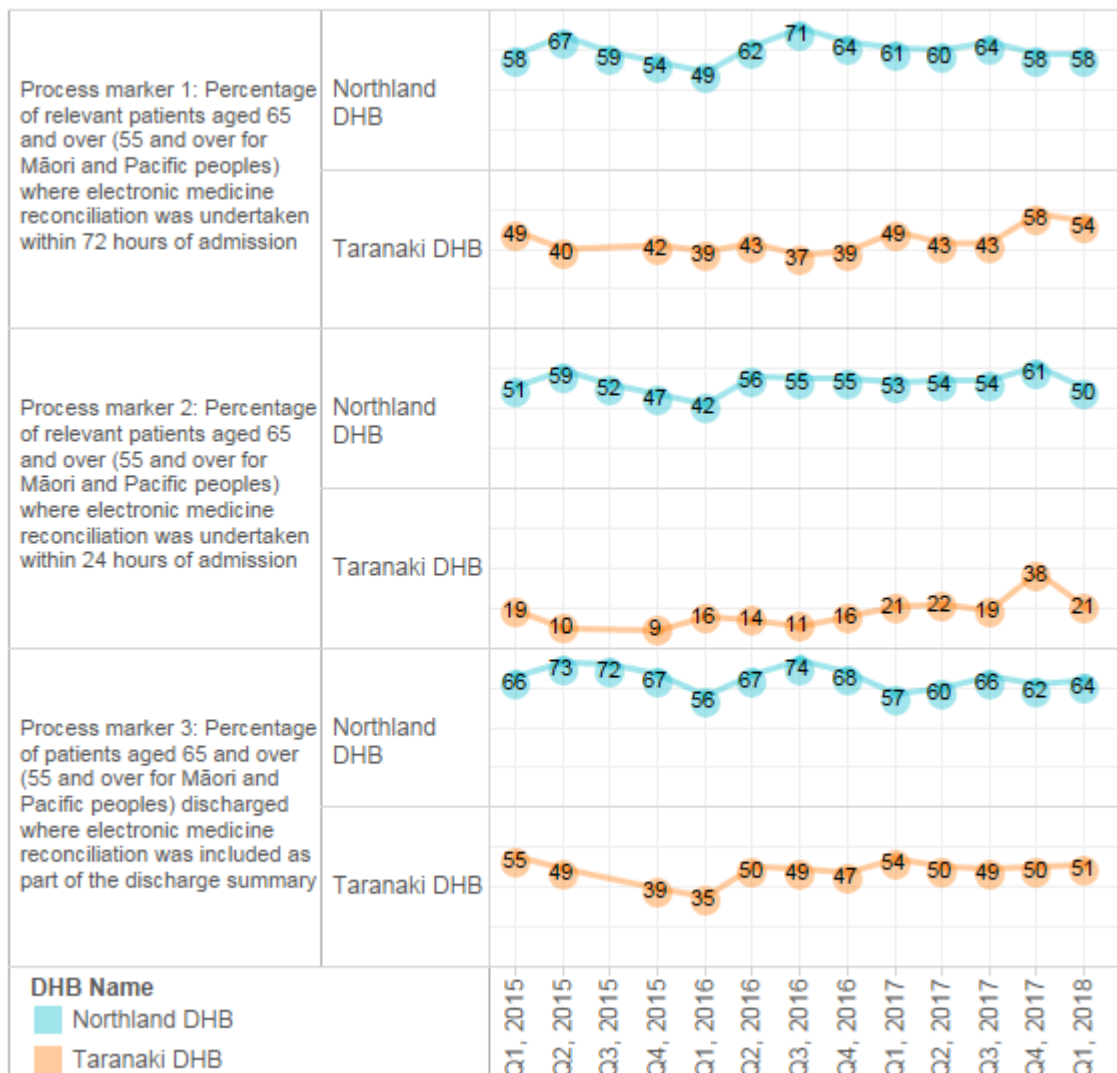 58 67 59 54 49 62 71 64 61 60 64 58 58
Process marker 1: Percentage
of relevant patients aged 65
and over (55 and over for
Māori and Pacific peoples)
where electronic medicine
reconciliation was undertaken
within 72 hours of admission
Northland
DHB
Taranaki DHB
49 40 42 39 43 37 39 49 43 43 58 54
Process marker 2: Percentage
of relevant patients aged 65
and over (55 and over for
Māori and Pacific peoples)
where electronic medicine
reconciliation was undertaken
within 24 hours of admission
Northland
DHB
51 59 52 47 42 56 55 55 53 54 54 61 50
Taranaki DHB
19 10 9 16 14 11 16 21 22 19 38 21
Process marker 3: Percentage
of patients aged 65 and over
(55 and over for Māori and
Pacific peoples) discharged
where electronic medicine
reconciliation was included as
part of the discharge summary
Northland
DHB
66 73 72 67 56 67 74 68 57 60 66 62 64
Taranaki DHB
55 49 39 35 50 49 47 54 50 49 50 51
DHB Name
Northland DHB
Taranaki DHB
Q1, 2015
Q2, 2015
Q3, 2015
Q4, 2015
Q1, 2016
Q2, 2016
Q3, 2016
Q4, 2016
Q1, 2017
Q2, 2017
Q3, 2017
Q4, 2017
Q1, 2018